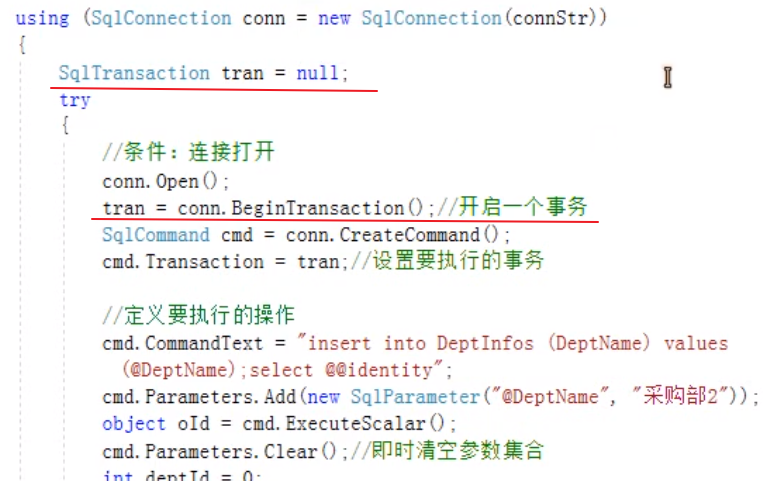 using (SqlConnection conn = new SqlConnection(connStr))
{
SqlTransaction tran = null;
try
{
//条件：连接打开
conn.Open();
tran = conn.BeginTransaction();//开启一个事务
SqlCommand cmd = conn.CreateCommand();
cmd.Transaction = tran;//设置要执行的事务
//定义要执行的操作
cmd.CommandText = "insert into DeptInfos (DeptName) values
(@DeptName);select @@identity";
cmd.Parameters.Add(new SqlParameter("@DeptName", "采购部2"));
object oId = cmd.ExecuteScalar();
cmd.Parameters.Clear();//即时清空参数集合
int deptId = 0;